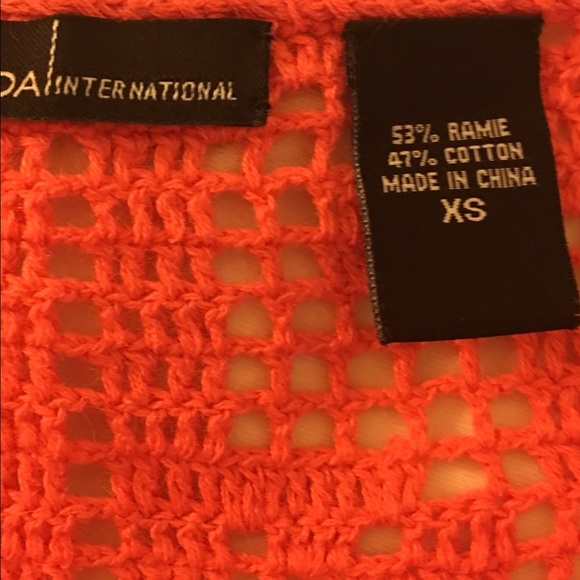 DA INTERNATIONAL
53% RAMIE
47% COTTON
MADE IN CHINA
XS